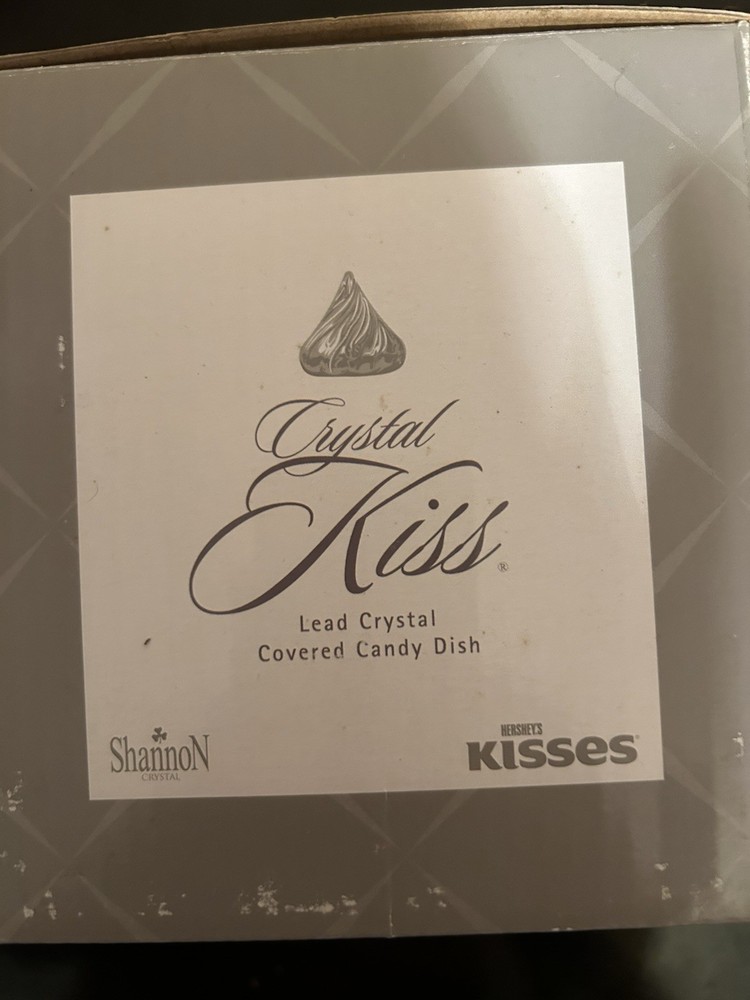 Crystal
Kiss®
Lead Crystal
Covered Candy Dish
ShannoN
CRYSTAL
HERSHEY'S
KISSES®